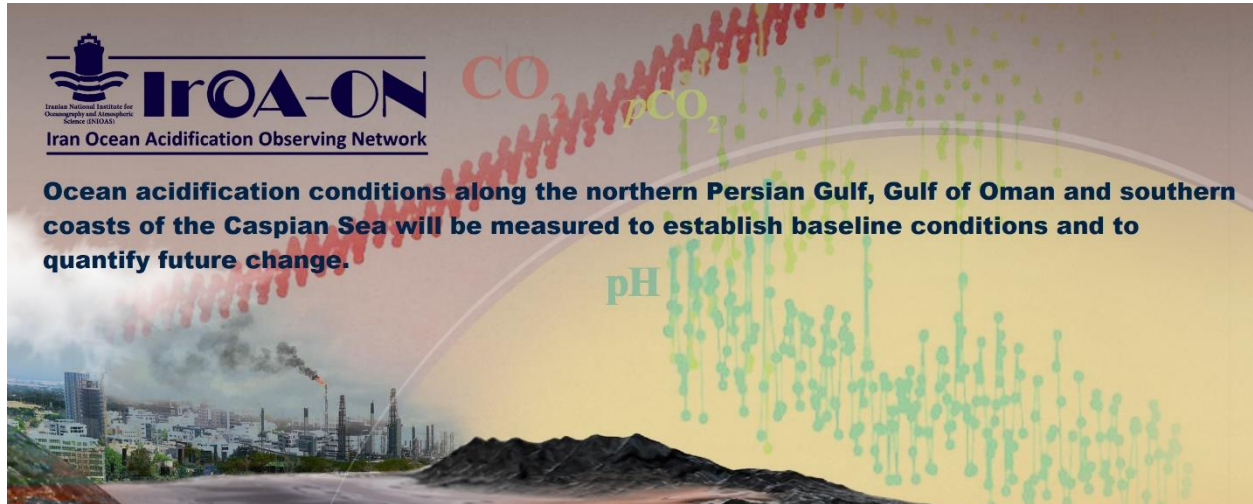 Iranian National Institute for
Oceanography and Atmospheric
Science (INIOAS)
IrOA-ON
Iran Ocean Acidification Observing Network
CO2
pCO2
Ocean acidification conditions along the northern Persian Gulf, Gulf of Oman and southern
coasts of the Caspian Sea will be measured to establish baseline conditions and to
quantify future change.
pH